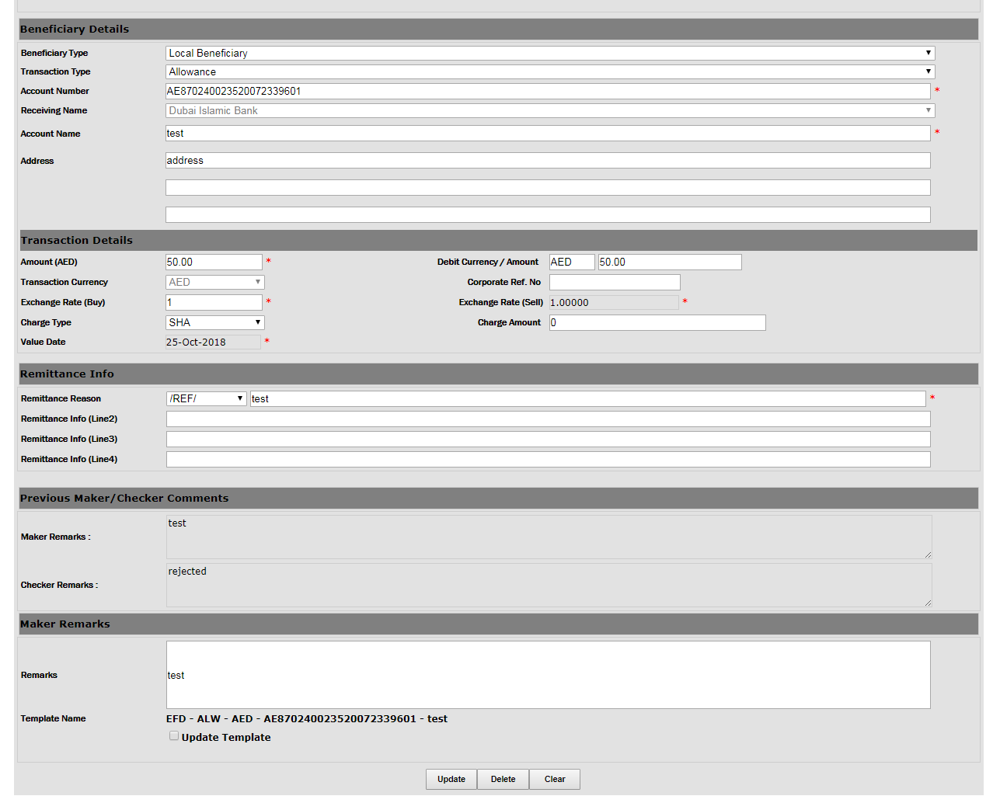 Beneficiary Details
Beneficiary Type Local Beneficiary
Transaction Type Allowance
Account Number AE870240023520072339601 *
Receiving Name Dubai Islamic Bank
Account Name test *
Address address
Transaction Details
Amount (AED) 50.00 * Debit Currency / Amount AED 50.00
Transaction Currency AED Corporate Ref. No
Exchange Rate (Buy) 1 * Exchange Rate (Sell) 1.00000 *
Charge Type SHA Charge Amount 0
Value Date 25-Oct-2018 *
Remittance Info
Remittance Reason /REF/ test *
Remittance Info (Line2)
Remittance Info (Line3)
Remittance Info (Line4)
Previous Maker/Checker Comments
Maker Remarks : test
Checker Remarks : rejected
Maker Remarks
Remarks test
Template Name EFD - ALW - AED - AE870240023520072339601 - test
Update Template
Update Delete Clear